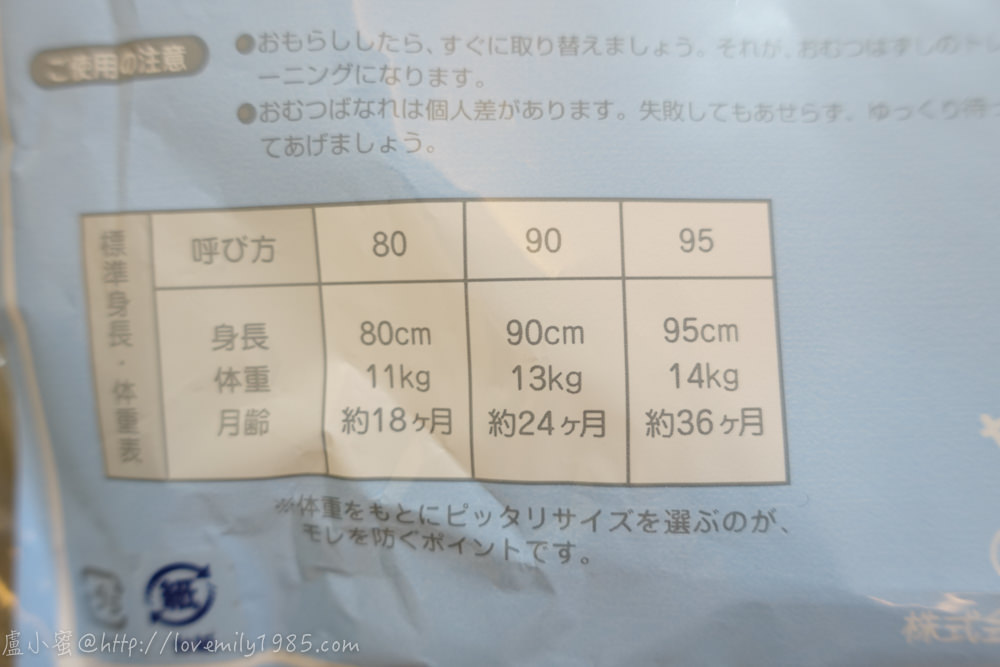 ご使用の注意
●おもらししたら、すぐに取り替えましょう。それが、おむつはずしのトレ
ーニングになります。
●おむつばなれは個人差があります。失敗してもあせらず、ゆっくり待っ
てあげましょう。
標準身長・体重表
呼び方 80 90 95
身長 80cm 90cm 95cm
体重 11kg 13kg 14kg
月齢 約18ヶ月 約24ヶ月 約36ヶ月
※体重をもとにピッタリサイズを選ぶのが、
モレを防ぐポイントです。
紙
株式会
盧小蜜@http://lovemily1985.com